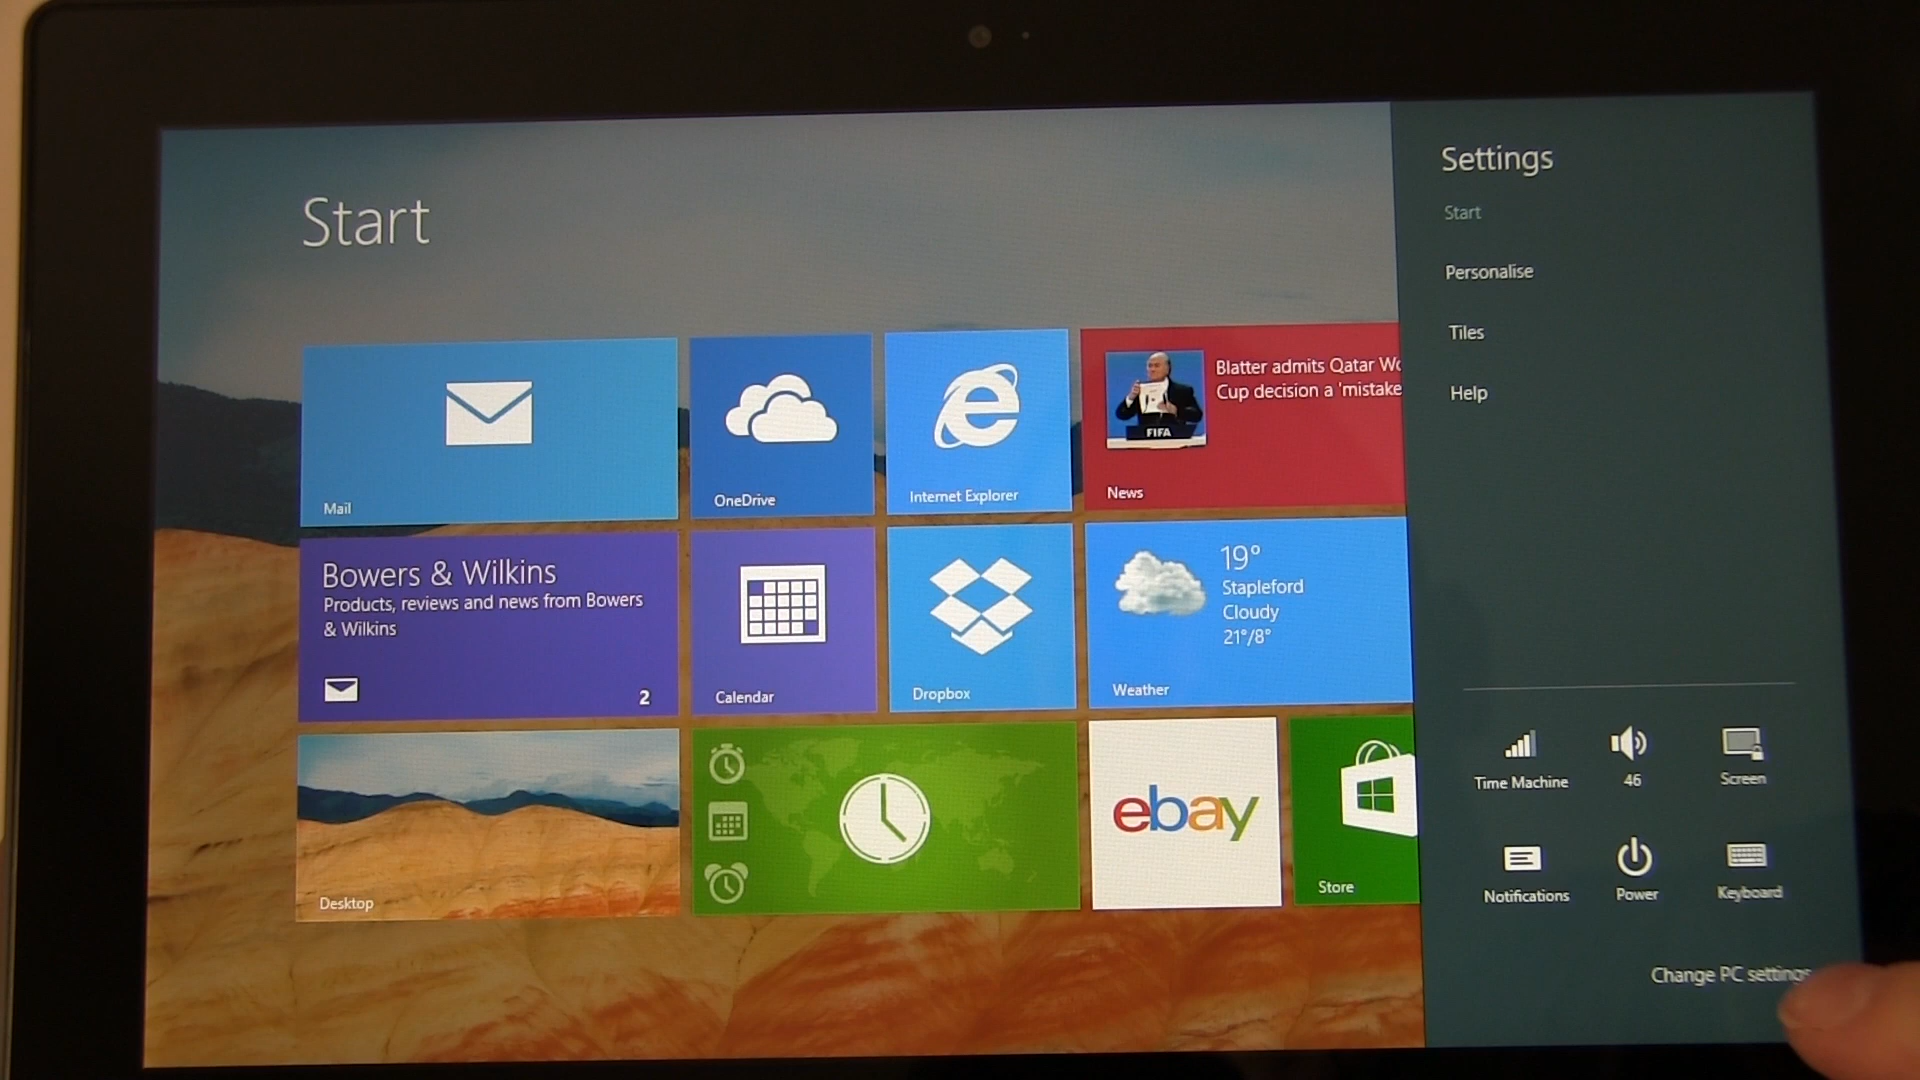 Start
Mail
OneDrive
Internet Explorer
Blatter admits Qatar Wo
Cup decision a 'mistake
FIFA
News
Bowers & Wilkins
Products, reviews and news from Bowers
& Wilkins
2
Calendar
Dropbox
19°
Stapleford
Cloudy
21°/8°
Weather
Desktop
ebay
Store
Settings
Start
Personalise
Tiles
Help
Time Machine
46
Screen
Notifications
Power
Keyboard
Change PC settings